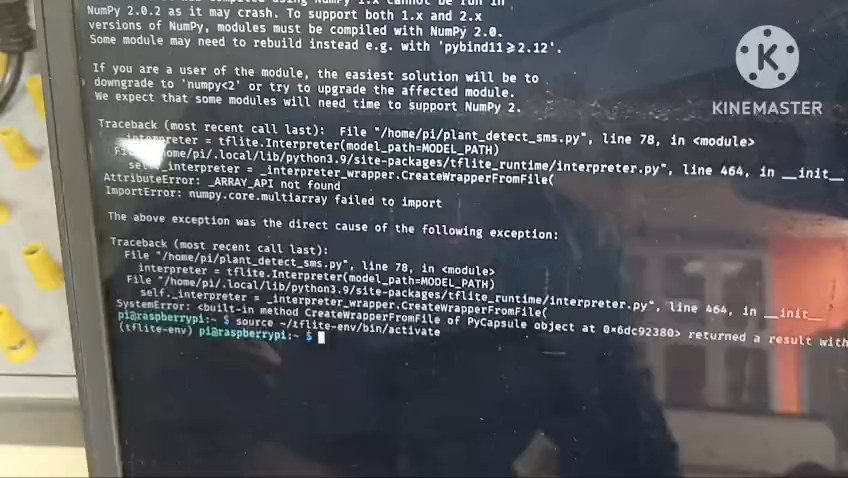 compiled using NumPy 1.x cannot be run in
NumPy 2.0.2 as it may crash. To support both 1.x and 2.x
versions of NumPy, modules must be compiled with NumPy 2.0.
Some module may need to rebuild instead e.g. with 'pybind11>=2.12'.
If you are a user of the module, the easiest solution will be to
downgrade to 'numpy<2' or try to upgrade the affected module.
We expect that some modules will need time to support NumPy 2.
Traceback (most recent call last): File "/home/pi/plant_detect_sms.py", line 78, in <module>
interpreter = tflite.Interpreter(model_path=MODEL_PATH)
/home/pi/.local/lib/python3.9/site-packages/tflite_runtime/interpreter.py", line 464, in __init__
self._interpreter = _interpreter_wrapper.CreateWrapperFromFile(
AttributeError: _ARRAY_API not found
ImportError: numpy.core.multiarray failed to import
The above exception was the direct cause of the following exception:
Traceback (most recent call last):
File "/home/pi/plant_detect_sms.py", line 78, in <module>
interpreter = tflite.Interpreter(model_path=MODEL_PATH)
File "/home/pi/.local/lib/python3.9/site-packages/tflite_runtime/interpreter.py", line 464, in __init__
self._interpreter = _interpreter_wrapper.CreateWrapperFromFile(
SystemError: <built-in method CreateWrapperFromFile of PyCapsule object at 0x6dc92380> returned a result with
pi@raspberrypi:~ $ source ~/tflite-env/bin/activate
(tflite-env) pi@raspberrypi:~ $
K
KINEMASTER